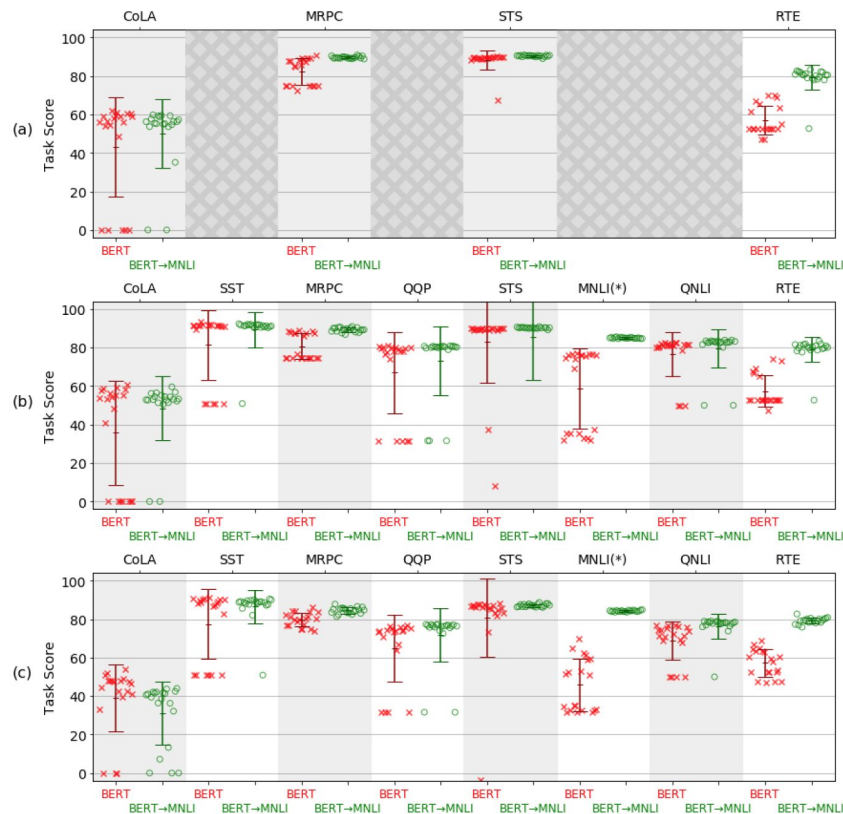 CoLA MRPC STS RTE
100
80
(a) Task Score
60
40
20
0
BERT BERT BERT BERT
BERT→MNLI BERT→MNLI BERT→MNLI BERT→MNLI
CoLA SST MRPC QQP STS MNLI(*) QNLI RTE
100
80
(b) Task Score
60
40
20
0
BERT BERT BERT BERT BERT BERT BERT BERT
BERT→MNLI BERT→MNLI BERT→MNLI BERT→MNLI BERT→MNLI BERT→MNLI BERT→MNLI BERT→MNLI
CoLA SST MRPC QQP STS MNLI(*) QNLI RTE
100
80
(c) Task Score
60
40
20
0
BERT BERT BERT BERT BERT BERT BERT BERT
BERT→MNLI BERT→MNLI BERT→MNLI BERT→MNLI BERT→MNLI BERT→MNLI BERT→MNLI BERT→MNLI